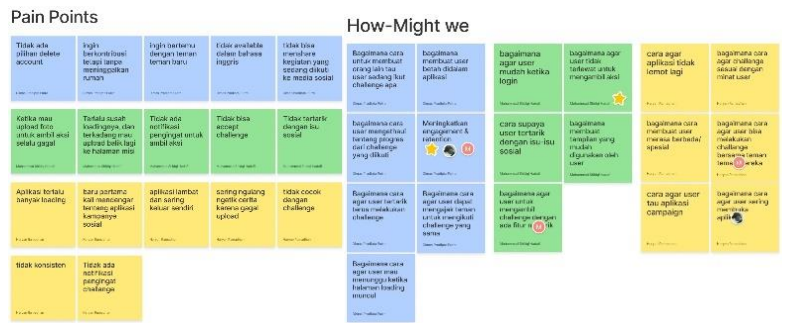 Pain Points
Tidak ada
pilihan delete
account
ingin
berkontribusi
tetapi tanpa
meninggalkan
rumah
ingin bertemu
dengan teman
teman baru
tidak available
dalam bahasa
inggris
tidak bisa
menshare
kegiatan yang
sedang diikuti
ke media sosial
Ketika mau
upload foto
untuk ambil aksi
selalu gagal
Terlalu susah
loadingnya, dan
terkadang mau
upload balik lagi
ke halaman misi
Tidak ada
notifikasi
pengingat untuk
ambil aksi
Tidak bisa
accept
challenge
Tidak tertarik
dengan isu
sosial
Aplikasi terlalu
banyak loading
baru pertama
kali mendengar
tentang aplikasi
kampanye
sosial
aplikasi lambat
dan sering
keluar sendiri
sering ngulang
ngetik cerita
karena gagal
upload
tidak cocok
dengan
challenge
tidak konsisten
Tidak ada
notifikasi
pengingat
challenge
How-Might we
Bagaimana cara
untuk membuat
orang lain tau
user sedang ikut
challenge apa
bagaimana
membuat user
betah didalam
aplikasi
bagaimana cara
user mengetahui
tentang progres
dari challenge
yang diikuti
Meningkatkan
engagement &
retention
Bagaimana cara
agar user tertarik
terus melakukan
challenge
Bagaimana cara
agar user dapat
mengajak teman
untuk mengikuti
challenge yang
sama
Bagaimana cara
agar user mau
menunggu ketika
halaman loading
muncul
bagaimana
agar user
mudah ketika
login
bagaimana agar
user tidak
terlewat untuk
mengambil aksi
cara supaya
user tertarik
dengan isu-isu
sosial
bagaimana
membuat
tampilan yang
mudah
digunakan oleh
user
bagaimana agar
user untuk
mengambil
challenge dengan
ada fitur
cara agar
aplikasi tidak
lemot lagi
bagaimana cara
agar challenge
sesuai dengan
minat user
bagaimana cara
membuat user
merasa berbeda/
spesial
bagaimana cara
agar user bisa
melakukan
challenge
bersama teman
cara agar user
tau aplikasi
campaign
bagaimana cara
agar user sering
membuka